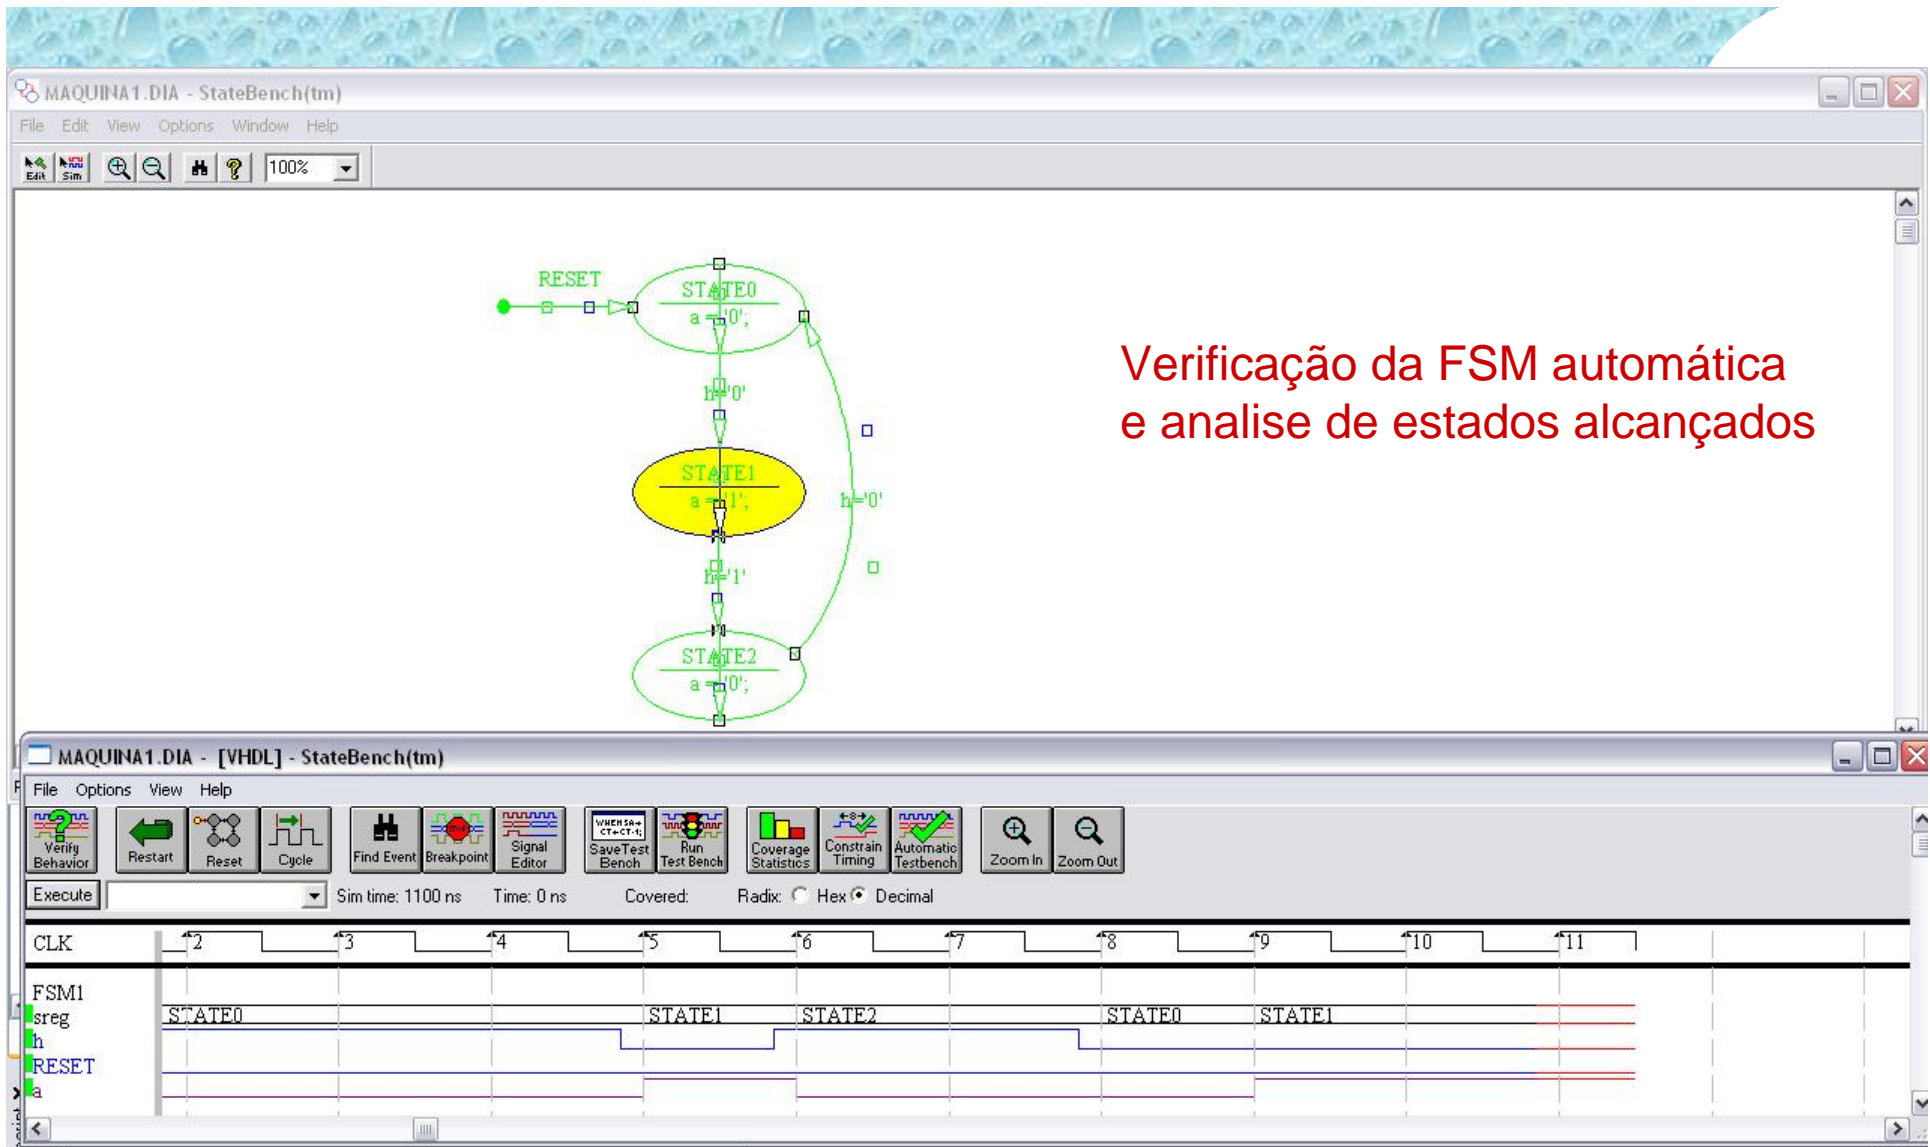 MAQUINA1.DIA - StateBench(tm)
File Edit View Options Window Help
Edit Sim 100%
RESET
STATE0
a = '0';
h='0'
STATE1
a = '1';
h='0'
h='1'
STATE2
a = '0';
Verificação da FSM automática
e analise de estados alcançados
MAQUINA1.DIA - [VHDL] - StateBench(tm)
File Options View Help
Verify Behavior Restart Reset Cycle Find Event Breakpoint Signal Editor Save Test Bench Run Test Bench Coverage Statistics Constrain Timing Automatic Testbench Zoom In Zoom Out
Execute Sim time: 1100 ns Time: 0 ns Covered: Radix: Hex Decimal
CLK 2 3 4 5 6 7 8 9 10 11
FSM1
sreg STATE0 STATE1 STATE2 STATE0 STATE1
h
RESET
a